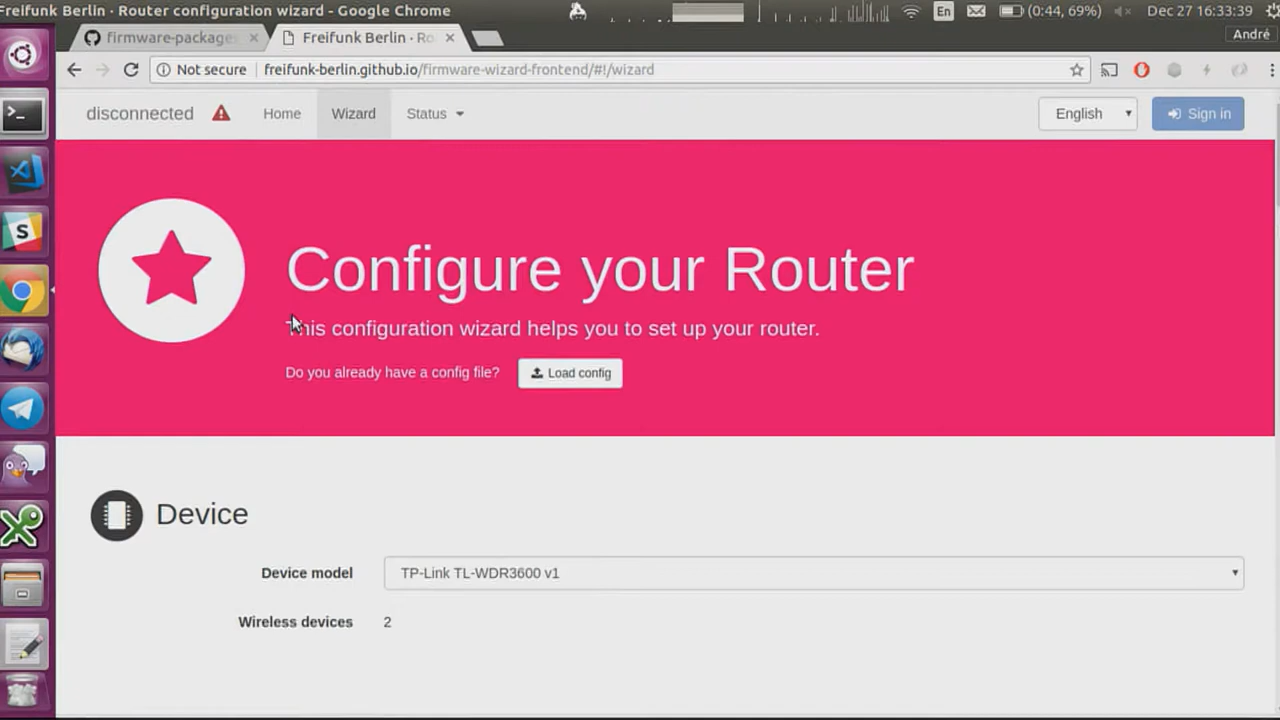 Freifunk Berlin · Router configuration wizard - Google Chrome
En
(0:44, 69%)
Dec 27 16:33:39
firmware-packages
Freifunk Berlin · Ro
André
Not secure
freifunk-berlin.github.io/firmware-wizard-frontend/#!/wizard
disconnected
Home
Wizard
Status
English
Sign in
Configure your Router
This configuration wizard helps you to set up your router.
Do you already have a config file?
Load config
Device
Device model
TP-Link TL-WDR3600 v1
Wireless devices
2